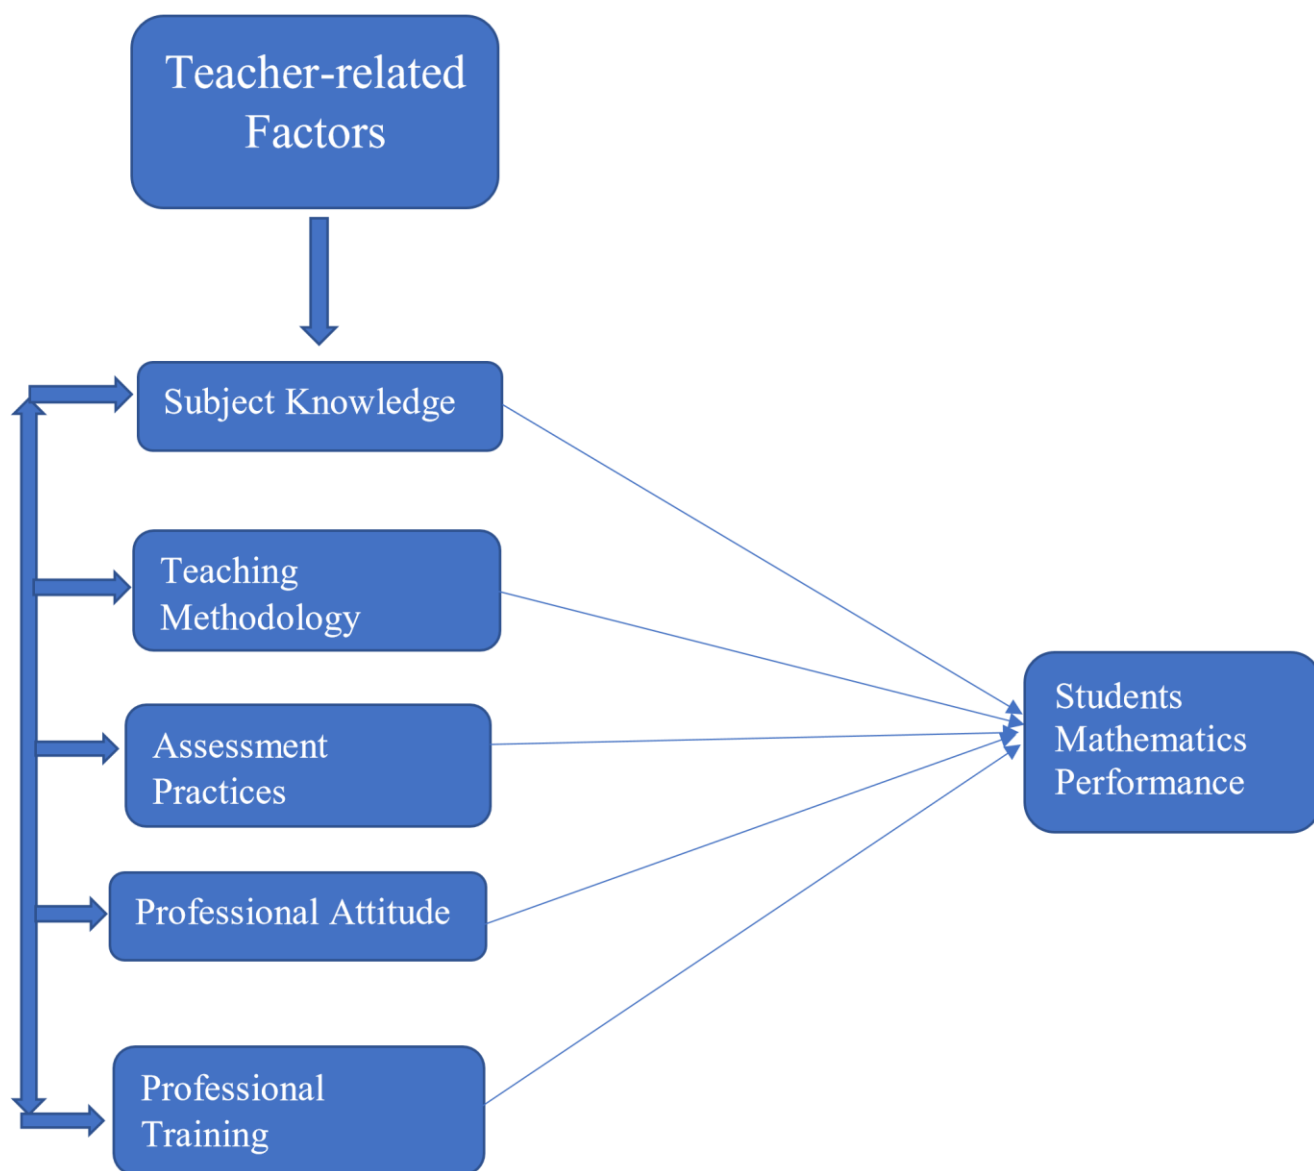 Teacher-related
Factors
Subject Knowledge
Teaching
Methodology
Assessment
Practices
Professional Attitude
Professional
Training
Students
Mathematics
Performance